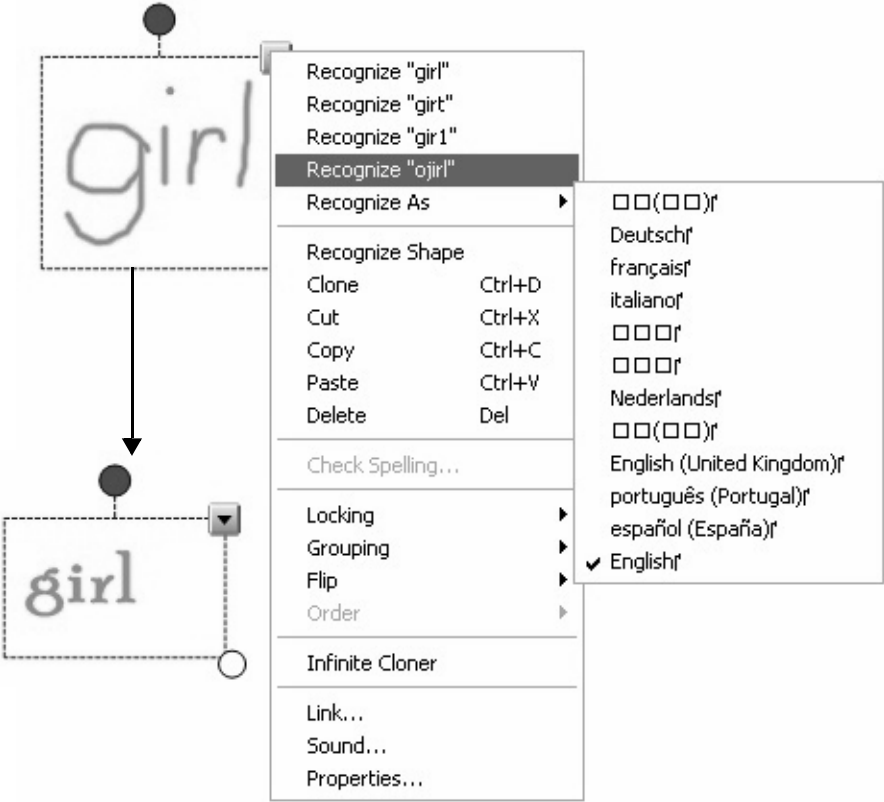 girl
Recognize "girl"
Recognize "girt"
Recognize "gir1"
Recognize "ojirl"
Recognize As
Recognize Shape
Clone Ctrl+D
Cut Ctrl+X
Copy Ctrl+C
Paste Ctrl+V
Delete Del
Check Spelling...
Locking
Grouping
Flip
Order
Infinite Cloner
Link...
Sound...
Properties...
□□(□□)
Deutsch
français
italiano
□□□
□□□
Nederlands
□□(□□)
English (United Kingdom)
português (Portugal)
español (España)
English
girl